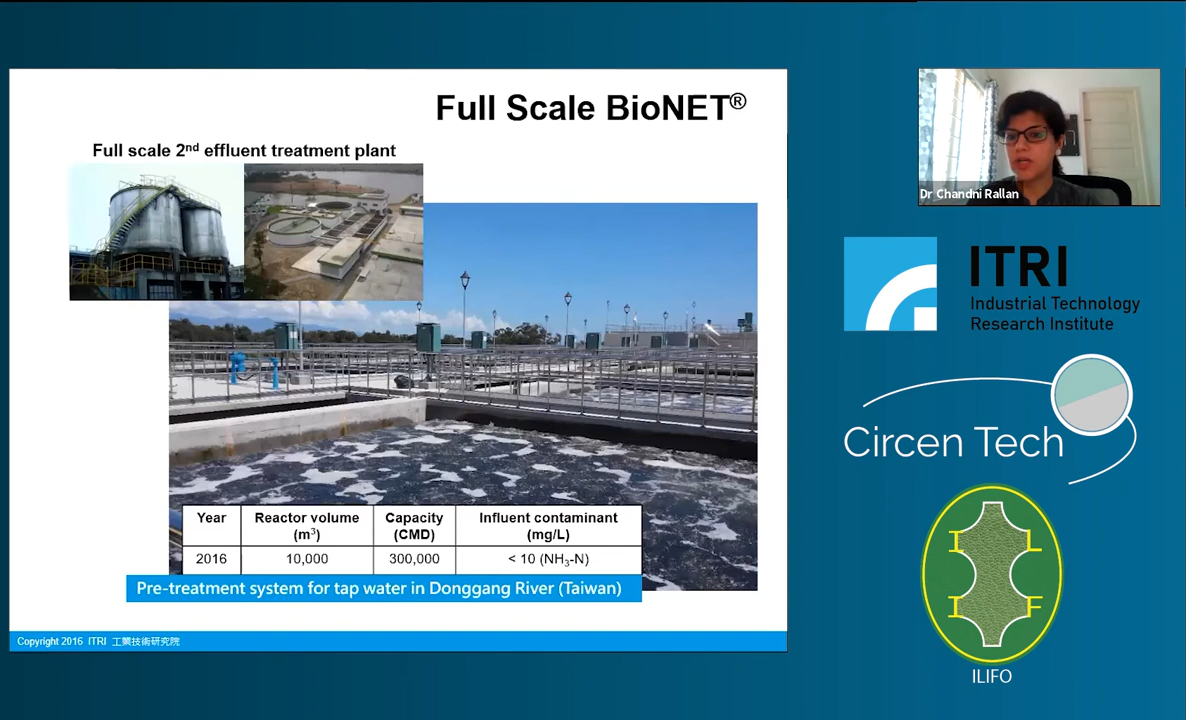 Full Scale BioNET®
Full scale 2nd effluent treatment plant
Year
Reactor volume
(m3)
Capacity
(CMD)
Influent contaminant
(mg/L)
2016
10,000
300,000
< 10 (NH3-N)
Pre-treatment system for tap water in Donggang River (Taiwan)
Copyright 2016 ITRI 工業技術研究院
Dr Chandni Rallan
ITRI
Industrial Technology
Research Institute
Circen Tech
I L
I F
ILIFO